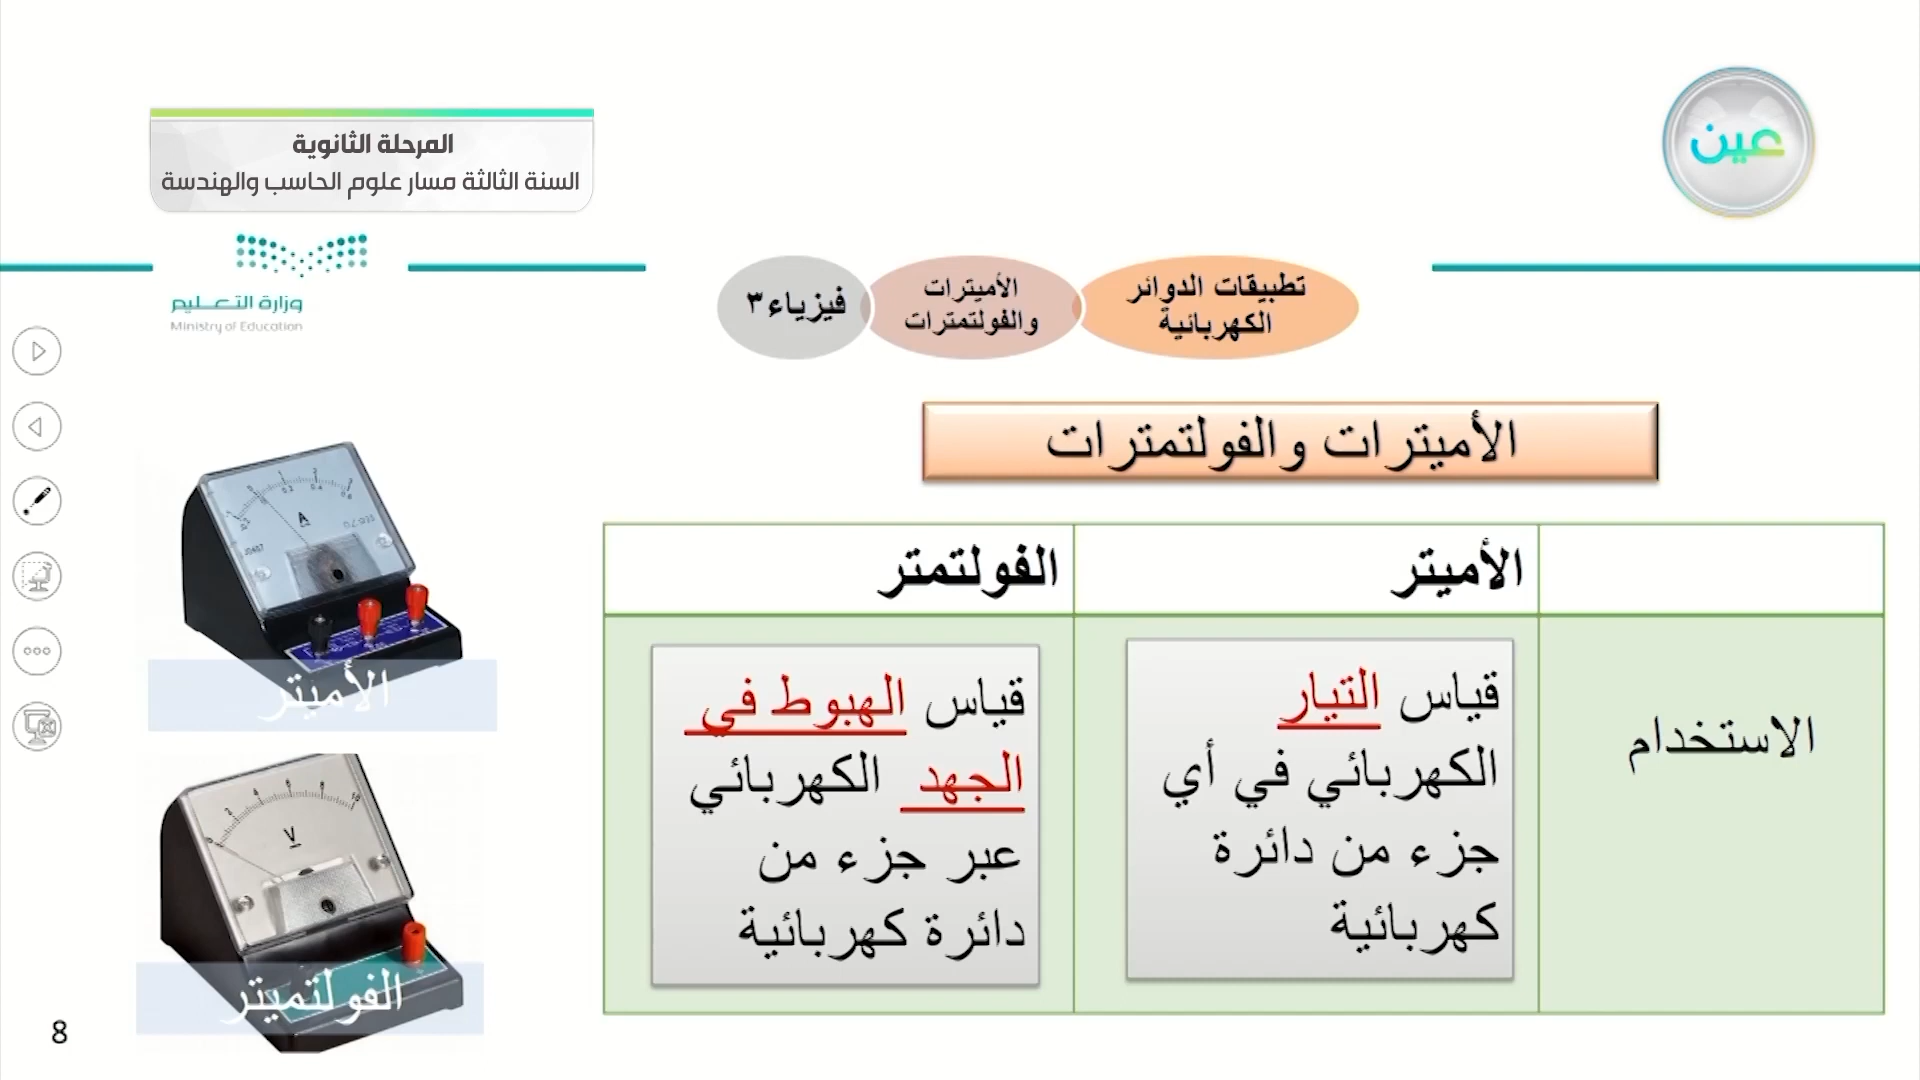 المرحلة الثانوية
السنة الثالثة مسار علوم الحاسب والهندسة
عين
وزارة التعليم
Ministry of Education
تطبيقات الدوائر
الكهربائية
الأميترات
والفولتمترات
فيزياء٣
الأميترات والفولتمترات
الأميتر
الفولتمتر
الاستخدام
قياس التيار
الكهربائي في أي
جزء من دائرة
كهربائية
قياس الهبوط في
الجهد الكهربائي
عبر جزء من
دائرة كهربائية
A
الأميتر
V
الفولتميتر
8